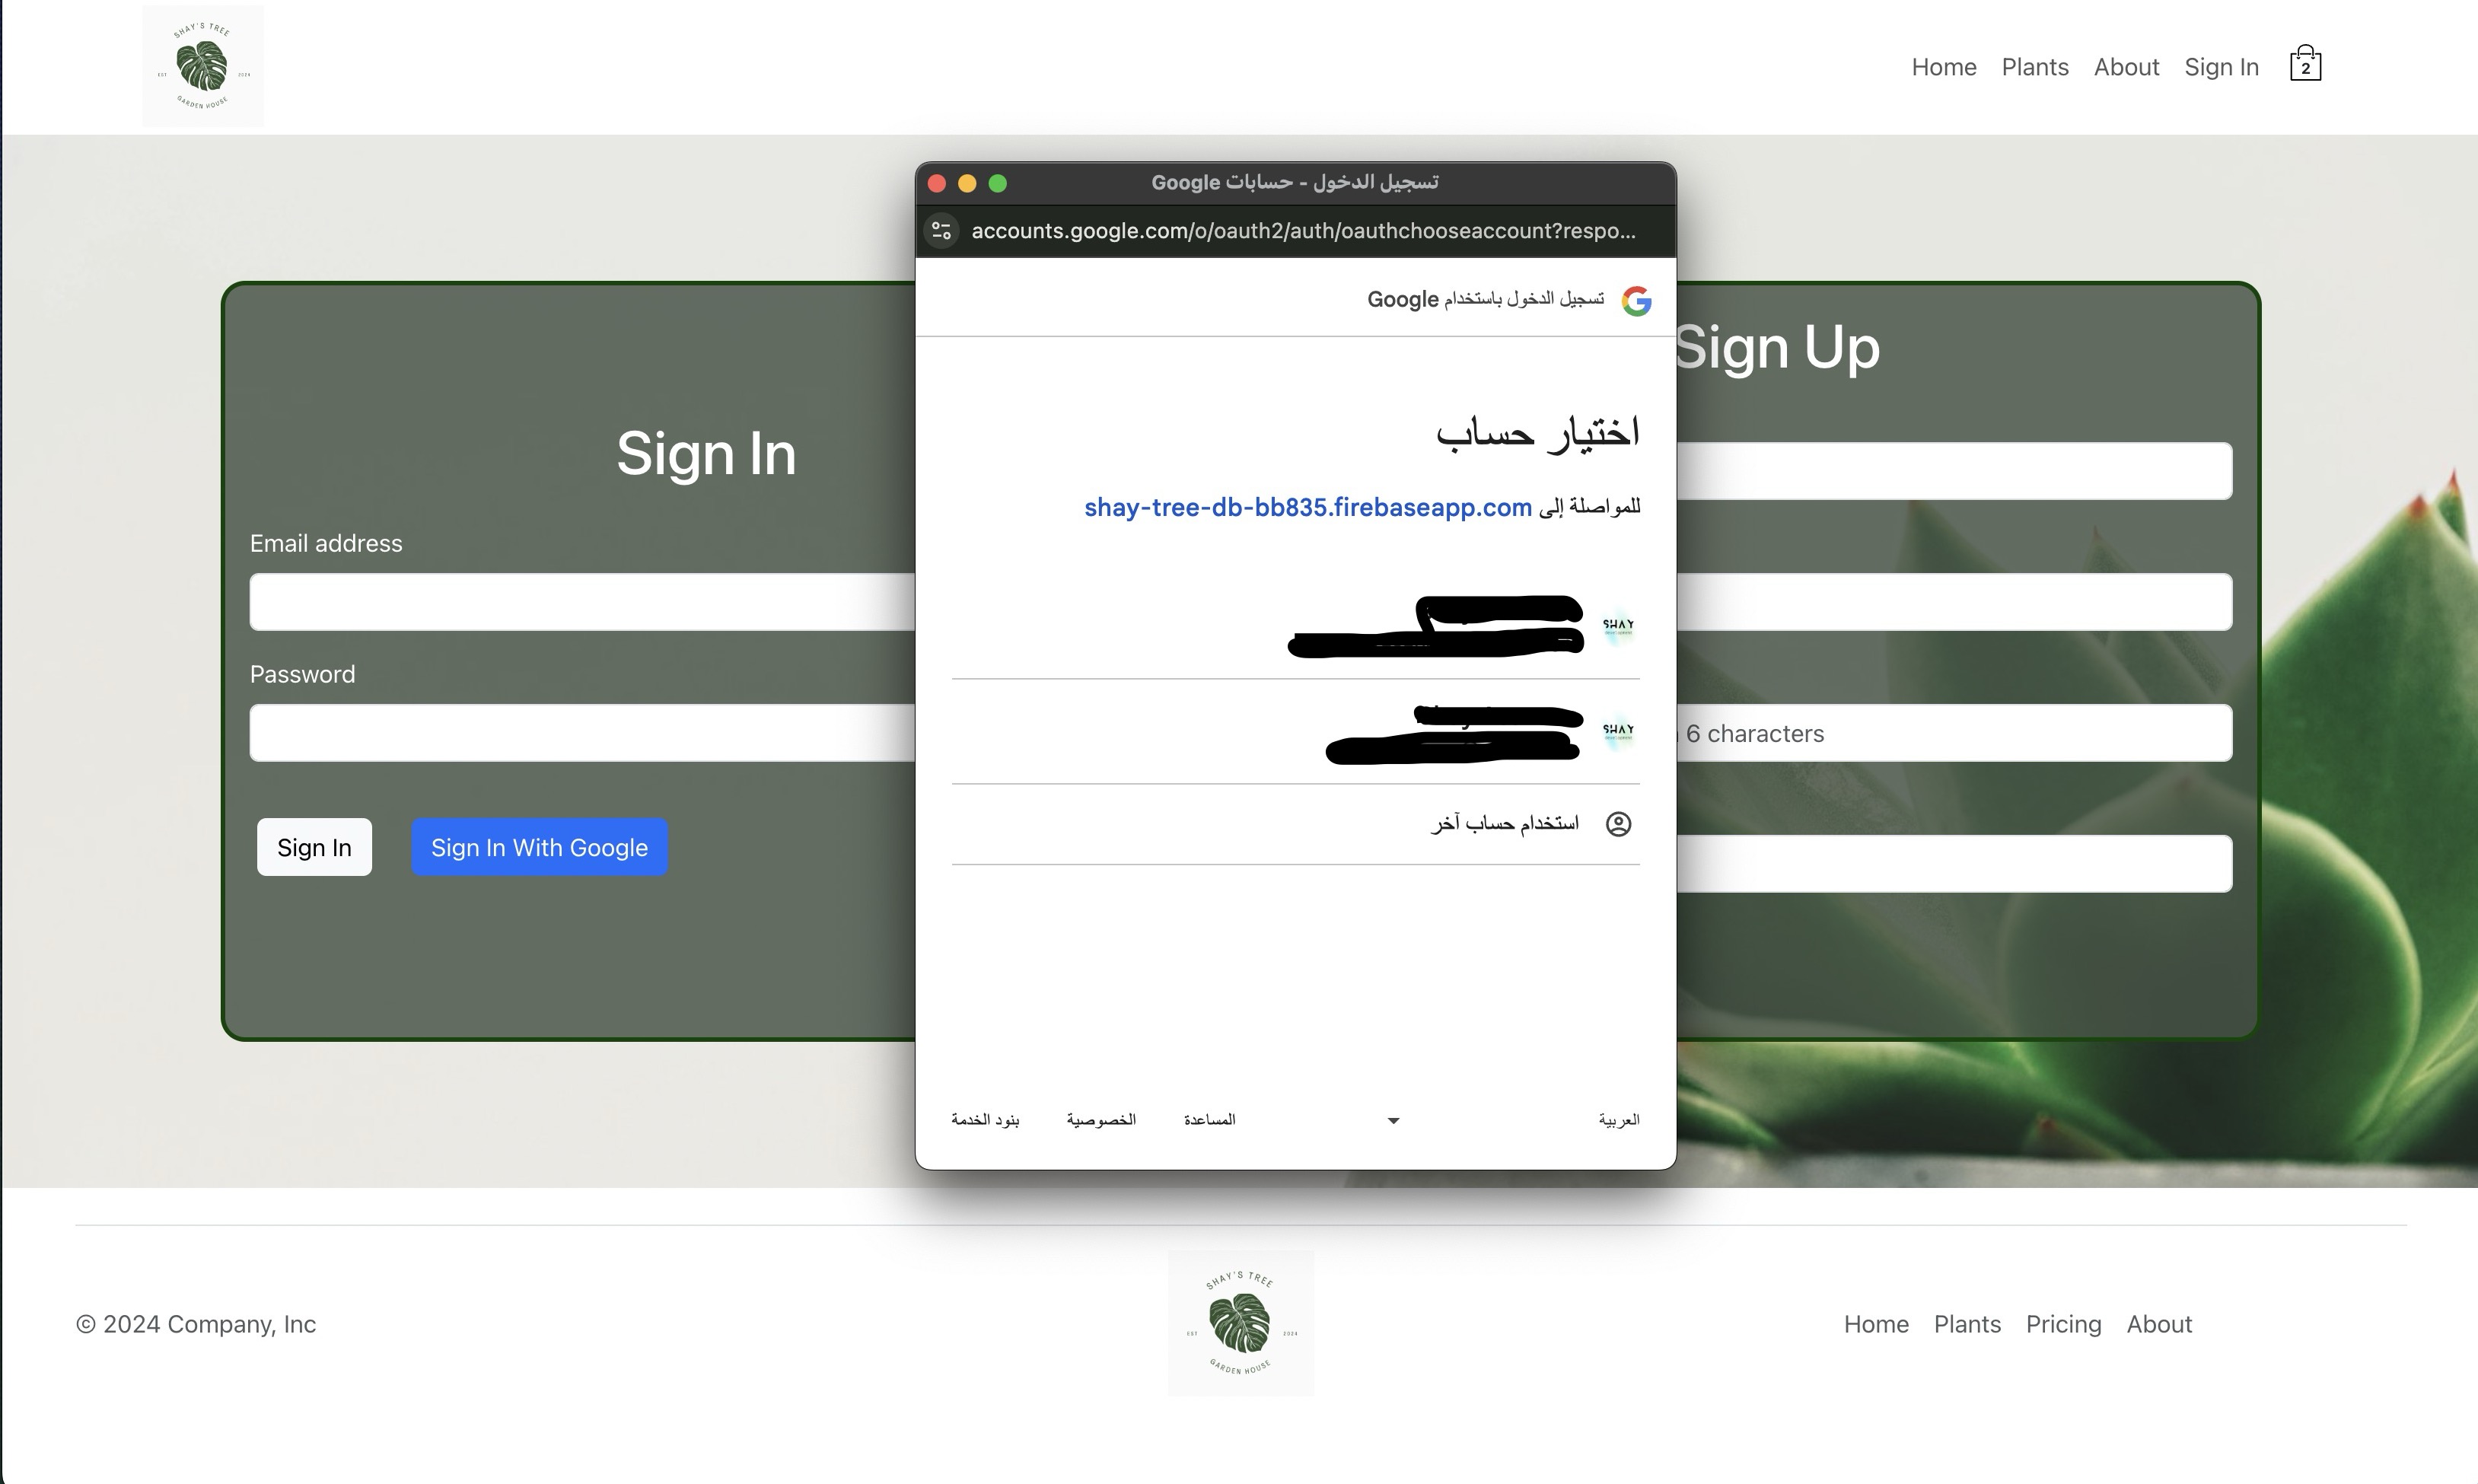 SHAY'S TREE
EST 2024
GARDEN HOUSE
Home Plants About Sign In 2
تسجيل الدخول - حسابات Google
accounts.google.com/o/oauth2/auth/oauthchooseaccount?respo...
تسجيل الدخول باستخدام Google
اختيار حساب
للمواصلة إلى shay-tree-db-bb835.firebaseapp.com
SHAY
SHAY
استخدام حساب آخر
العربية
المساعدة الخصوصية بنود الخدمة
Sign In
Email address
Password
Sign In Sign In With Google
Sign Up
6 characters
© 2024 Company, Inc
SHAY'S TREE
EST 2024
GARDEN HOUSE
Home Plants Pricing About